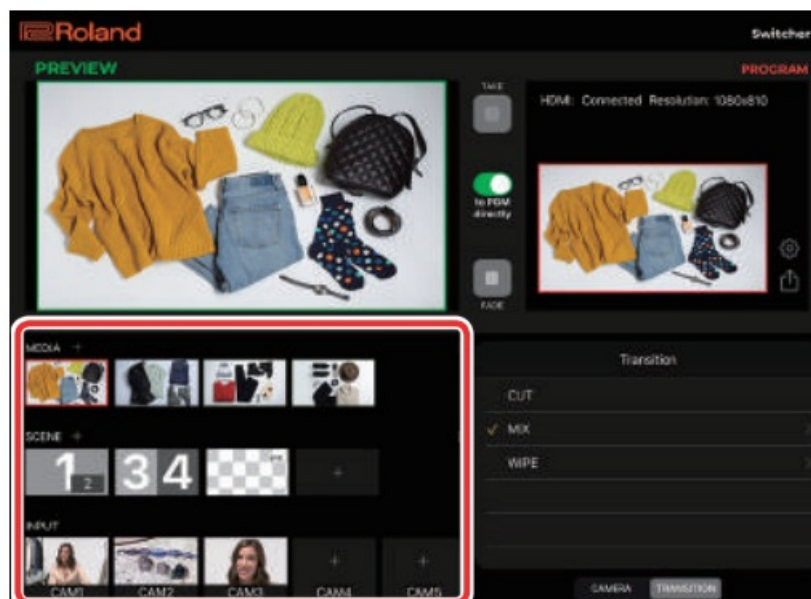 Roland
Switcher
PREVIEW
PROGRAM
TAKE
HDMI: Connected Resolution: 1080x810
to PGM
directly
FADE
MEDIA +
Transition
CUT
SCENE +
MIX
1 2
3 4
WIPE
INPUT
CAM1 CAM2 CAM3 CAM4 CAM5
CAMERA TRANSITION